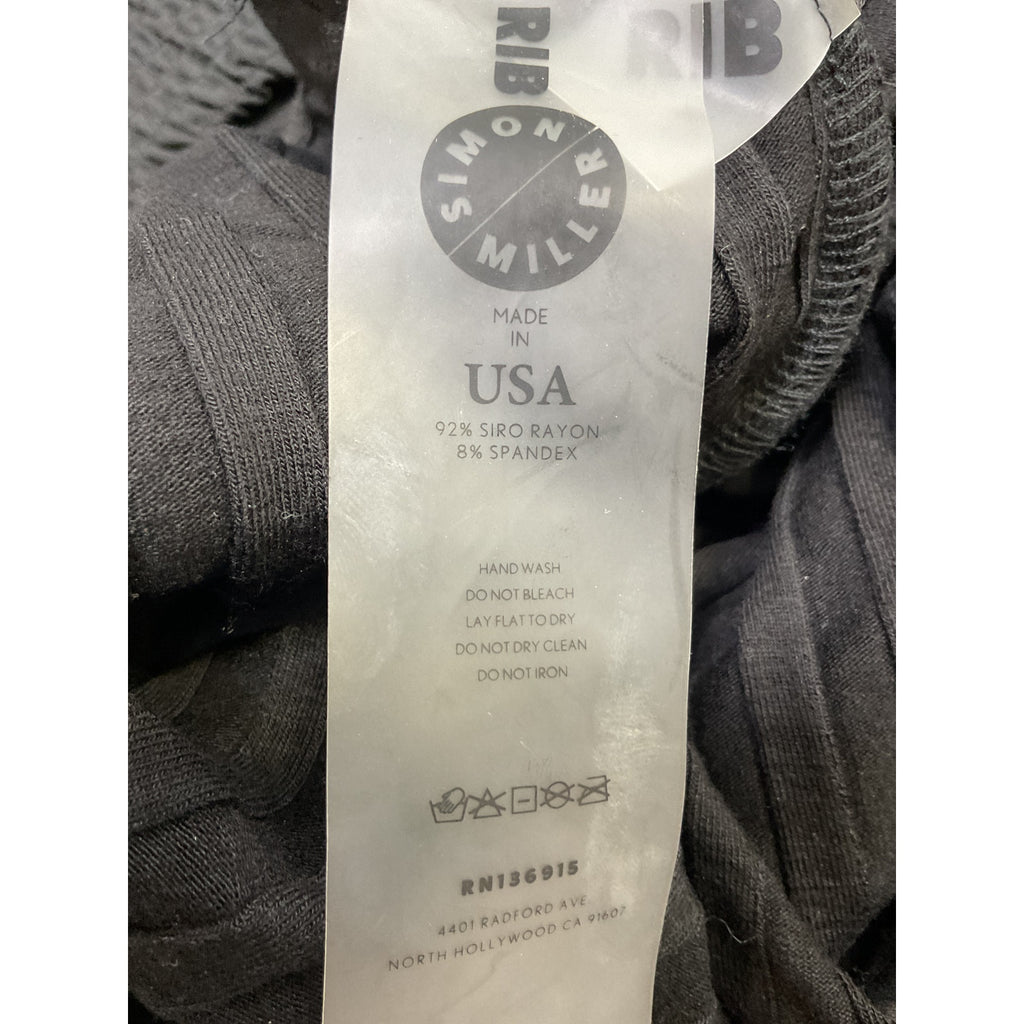 RIB
RIB
SIMON
MILLER
MADE
IN
USA
92% SIRO RAYON
8% SPANDEX
HAND WASH
DO NOT BLEACH
LAY FLAT TO DRY
DO NOT DRY CLEAN
DO NOT IRON
RN136915
4401 RADFORD AVE
NORTH HOLLYWOOD CA 91607